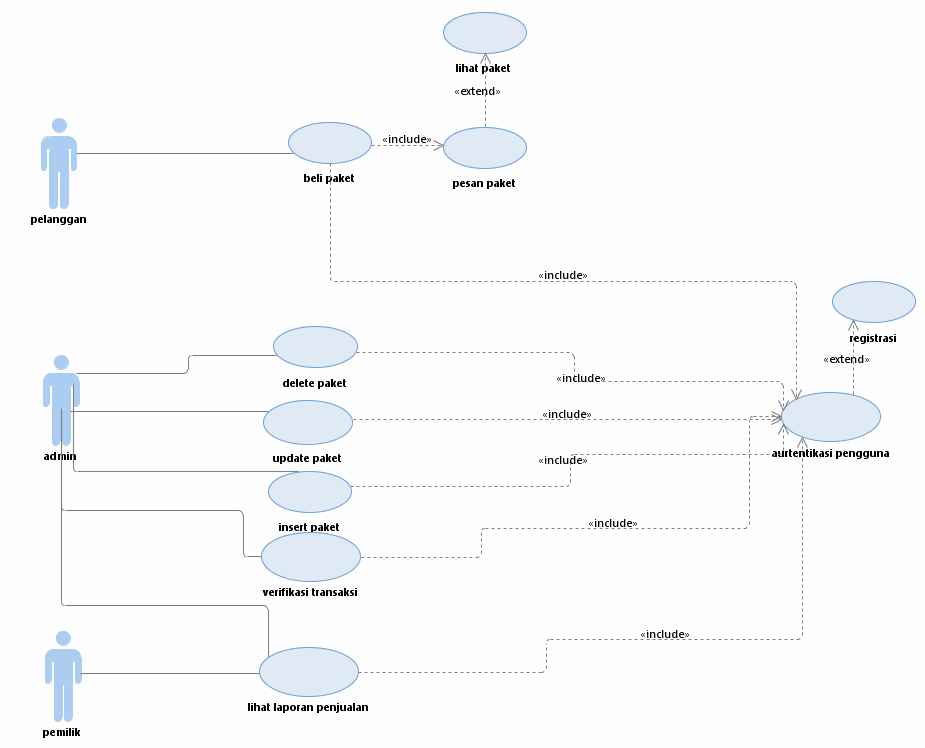 lihat paket
«extend»
«include»
beli paket
pesan paket
pelanggan
«include»
registrasi
«extend»
delete paket
«include»
«include»
aurtentikasi pengguna
admin
update paket
«include»
insert paket
«include»
verifikasi transaksi
«include»
lihat laporan penjualan
pemilik